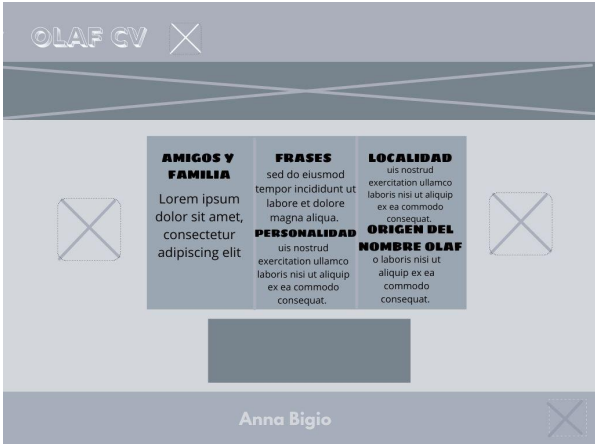 OLAF CV
AMIGOS Y
FAMILIA
Lorem ipsum
dolor sit amet,
consectetur
adipiscing elit
FRASES
sed do eiusmod
tempor incididunt ut
labore et dolore
magna aliqua.
PERSONALIDAD
uis nostrud
exercitation ullamco
laboris nisi ut aliquip
ex ea commodo
consequat.
LOCALIDAD
uis nostrud
exercitation ullamco
laboris nisi ut aliquip
ex ea commodo
consequat.
ORIGEN DEL
NOMBRE OLAF
o laboris nisi ut
aliquip ex ea
commodo
consequat.
Anna Bigio